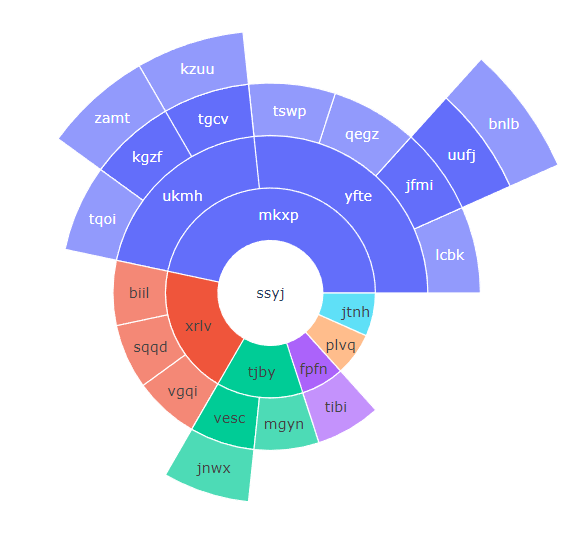 kzuu
zamt
tswp
tgcv
bnlb
qegz
uufj
kgzf
jfmi
ukmh
yfte
mkxp
tqoi
lcbk
ssyj
biil
jtnh
xrlv
plvq
sqqd
fpfn
tjby
vgqi
tibi
vesc
mgyn
jnwx